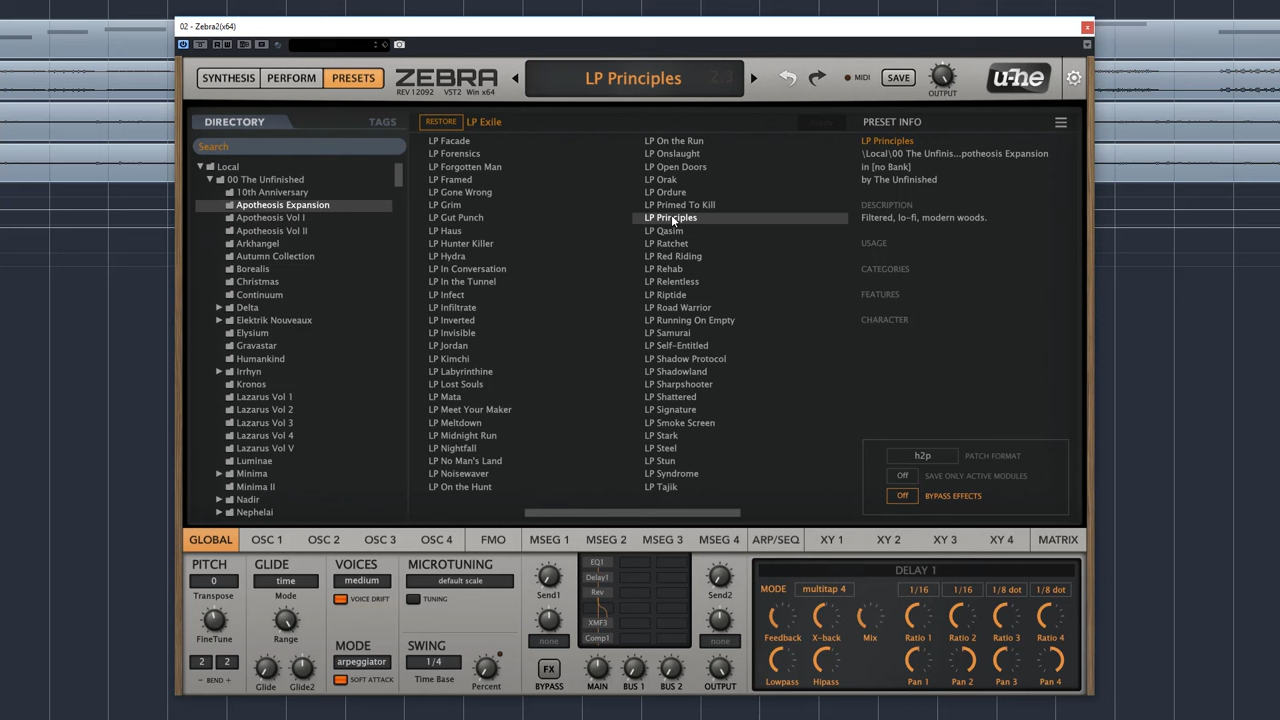 02 - Zebra2(x64)
SYNTHESIS
PERFORM
PRESETS
ZEBRA
REV 12092 VST2 Win x64
LP Principles
2.3
MIDI
SAVE
OUTPUT
u-he
DIRECTORY
TAGS
Search
Local
00 The Unfinished
10th Anniversary
Apotheosis Expansion
Apotheosis Vol I
Apotheosis Vol II
Arkhangel
Autumn Collection
Borealis
Christmas
Continuum
Delta
Elektrik Nouveaux
Elysium
Gravastar
Humankind
Irrhyn
Kronos
Lazarus Vol 1
Lazarus Vol 2
Lazarus Vol 3
Lazarus Vol 4
Lazarus Vol V
Luminae
Minima
Minima II
Nadir
Nephelai
RESTORE
LP Exile
LP Facade
LP Forensics
LP Forgotten Man
LP Framed
LP Gone Wrong
LP Grim
LP Gut Punch
LP Haus
LP Hunter Killer
LP Hydra
LP In Conversation
LP In the Tunnel
LP Infect
LP Infiltrate
LP Inverted
LP Invisible
LP Jordan
LP Kimchi
LP Labyrinthine
LP Lost Souls
LP Mata
LP Meet Your Maker
LP Meltdown
LP Midnight Run
LP Nightfall
LP No Man's Land
LP Noisewaver
LP On the Hunt
LP On the Run
LP Onslaught
LP Open Doors
LP Orak
LP Ordure
LP Primed To Kill
LP Principles
LP Qasim
LP Ratchet
LP Red Riding
LP Rehab
LP Relentless
LP Riptide
LP Road Warrior
LP Running On Empty
LP Samurai
LP Self-Entitled
LP Shadow Protocol
LP Shadowland
LP Sharpshooter
LP Shattered
LP Signature
LP Smoke Screen
LP Stark
LP Steel
LP Stun
LP Syndrome
LP Tajik
PRESET INFO
LP Principles
\Local\00 The Unfinis...potheosis Expansion
in [no Bank]
by The Unfinished
DESCRIPTION
Filtered, lo-fi, modern woods.
USAGE
CATEGORIES
FEATURES
CHARACTER
h2p
PATCH FORMAT
Off
SAVE ONLY ACTIVE MODULES
Off
BYPASS EFFECTS
GLOBAL
OSC 1
OSC 2
OSC 3
OSC 4
FMO
MSEG 1
MSEG 2
MSEG 3
MSEG 4
ARP/SEQ
XY 1
XY 2
XY 3
XY 4
MATRIX
PITCH
0
Transpose
FineTune
2
2
- BEND +
GLIDE
time
Mode
Range
Glide
Glide2
VOICES
medium
VOICE DRIFT
MODE
arpeggiator
SOFT ATTACK
MICROTUNING
default scale
TUNING
SWING
1/4
Time Base
Percent
Send1
none
FX
BYPASS
EQ1
Delay1
Rev
XMF3
Comp1
MAIN
BUS 1
BUS 2
Send2
none
OUTPUT
DELAY 1
MODE
multitap 4
1/16
1/16
1/8 dot
1/8 dot
Feedback
X-back
Mix
Ratio 1
Ratio 2
Ratio 3
Ratio 4
Lowpass
Hipass
Pan 1
Pan 2
Pan 3
Pan 4